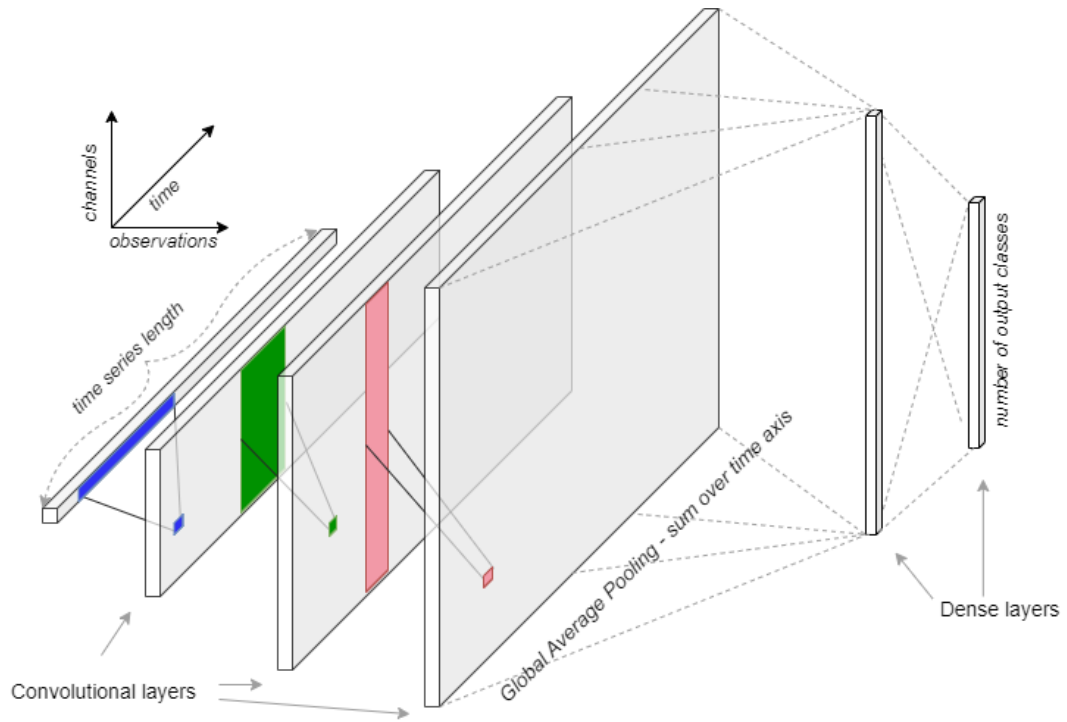 channels
time
observations
time series length
number of output classes
Global Average Pooling - sum over time axis
Dense layers
Convolutional layers